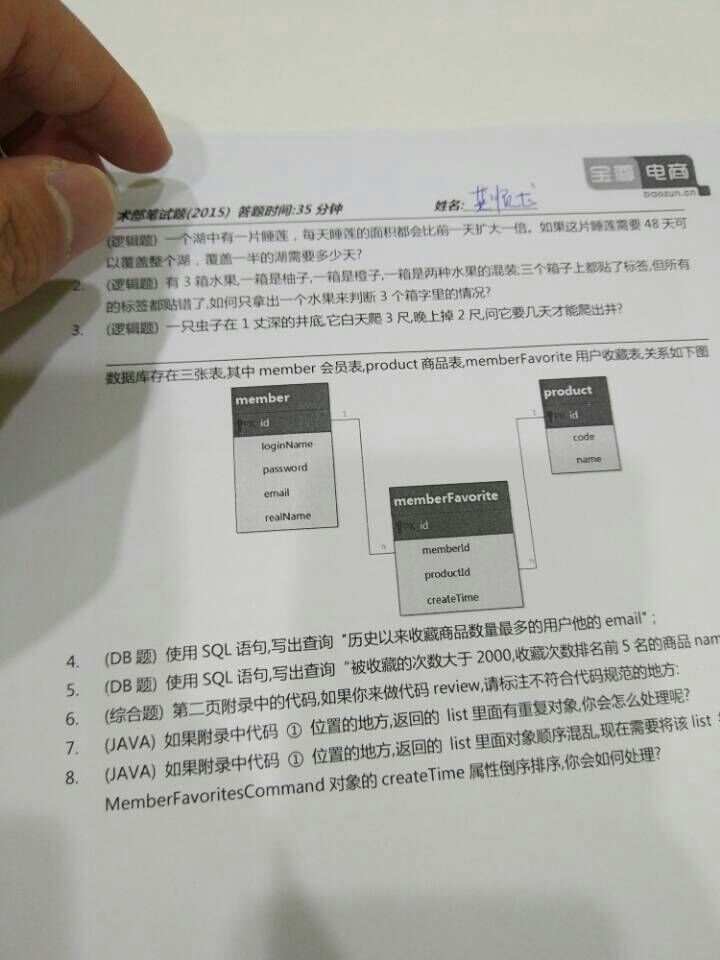 宝尊电商
baozun.cn
术部笔试题(2015) 答题时间:35 分钟 姓名:
(逻辑题) 一个湖中有一片睡莲，每天睡莲的面积都会比前一天扩大一倍。如果这片睡莲需要 48 天可
以覆盖整个湖，覆盖一半的湖需要多少天?
2. (逻辑题) 有 3 箱水果,一箱是柚子,一箱是橙子,一箱是两种水果的混装,三个箱子上都贴了标签,但所有
的标签都贴错了,如何只拿出一个水果来判断 3 个箱字里的情况?
3. (逻辑题) 一只虫子在 1 丈深的井底,它白天爬 3 尺,晚上掉 2 尺,问它要几天才能爬出井?
数据库存在三张表,其中 member 会员表,product 商品表,memberFavorite 用户收藏表,关系如下图
member
PK id
loginName
password
email
realName
1
n
memberFavorite
PK id
memberId
productId
createTime
1
n
product
PK id
code
name
4. (DB 题) 使用 SQL 语句,写出查询 "历史以来收藏商品数量最多的用户他的 email" ;
5. (DB 题) 使用 SQL 语句,写出查询 "被收藏的次数大于 2000,收藏次数排名前 5 名的商品 nam
6. (综合题) 第二页附录中的代码,如果你来做代码 review,请标注不符合代码规范的地方:
7. (JAVA) 如果附录中代码 ① 位置的地方,返回的 list 里面有重复对象,你会怎么处理呢?
8. (JAVA) 如果附录中代码 ① 位置的地方,返回的 list 里面对象顺序混乱,现在需要将该 list
MemberFavoritesCommand 对象的 createTime 属性倒序排序,你会如何处理?